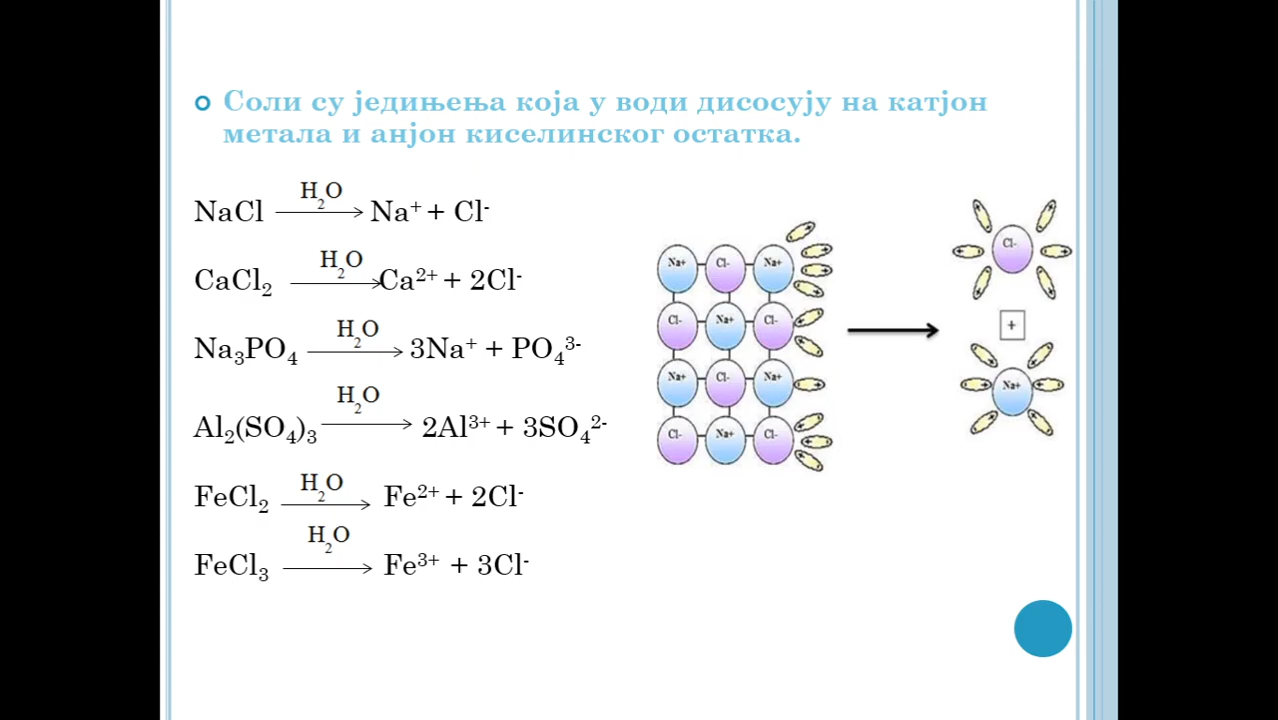 Соли су једињења која у води дисосују на катјон
метала и анјон киселинског остатка.
NaCl H₂O Na⁺ + Cl⁻
CaCl₂ H₂O Ca²⁺ + 2Cl⁻
Na₃PO₄ H₂O 3Na⁺ + PO₄³⁻
Al₂(SO₄)₃ H₂O 2Al³⁺ + 3SO₄²⁻
FeCl₂ H₂O Fe²⁺ + 2Cl⁻
FeCl₃ H₂O Fe³⁺ + 3Cl⁻
Na+ Cl- Na+
Cl- Na+ Cl-
Na+ Cl- Na+
Cl- Na+ Cl-
Cl-
+
Na+